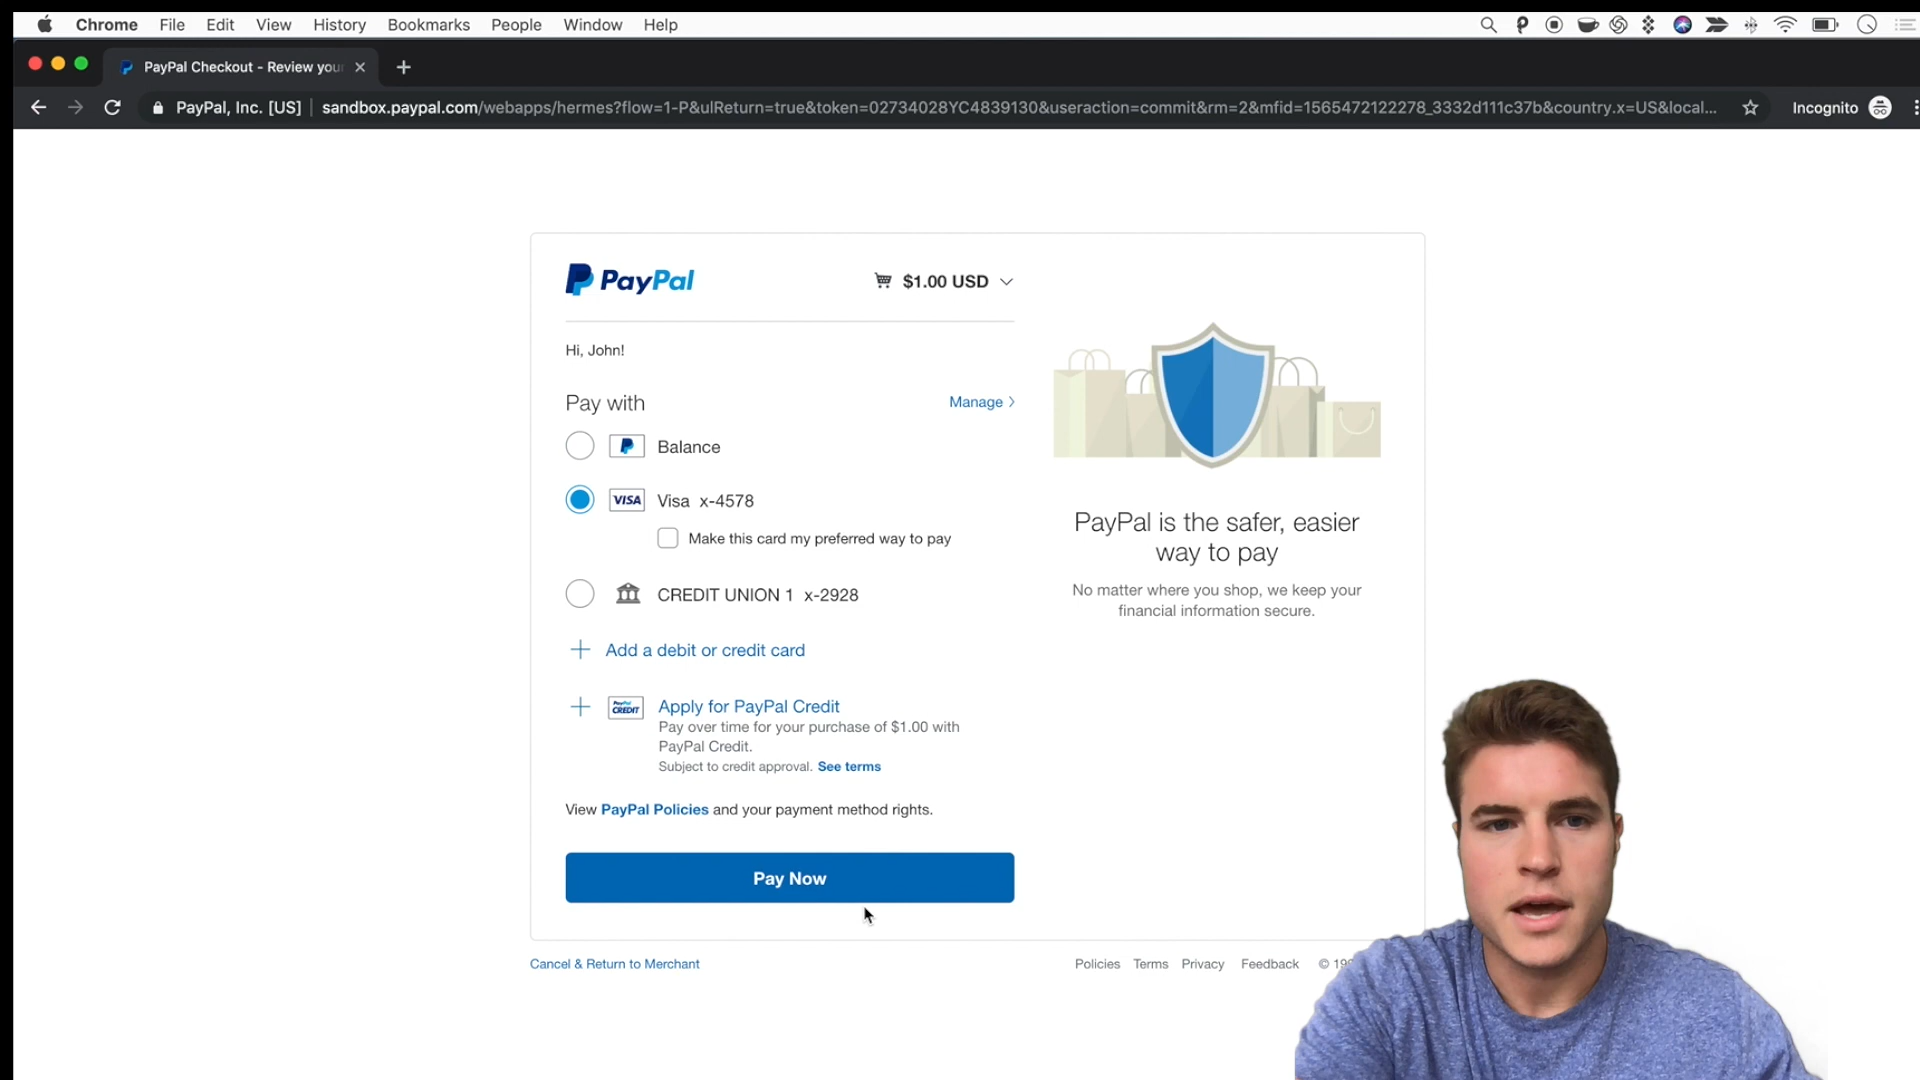 Chrome File Edit View History Bookmarks People Window Help
PayPal Checkout - Review your
PayPal, Inc. [US] sandbox.paypal.com/webapps/hermes?flow=1-P&ulReturn=true&token=02734028YC4839130&useraction=commit&rm=2&mfid=1565472122278_3332d111c37b&country.x=US&local... Incognito
PayPal $1.00 USD
Hi, John!
Pay with Manage
Balance
VISA Visa x-4578
Make this card my preferred way to pay
CREDIT UNION 1 x-2928
Add a debit or credit card
PayPal CREDIT Apply for PayPal Credit
Pay over time for your purchase of $1.00 with
PayPal Credit.
Subject to credit approval. See terms
View PayPal Policies and your payment method rights.
Pay Now
PayPal is the safer, easier
way to pay
No matter where you shop, we keep your
financial information secure.
Cancel & Return to Merchant
Policies Terms Privacy Feedback ©